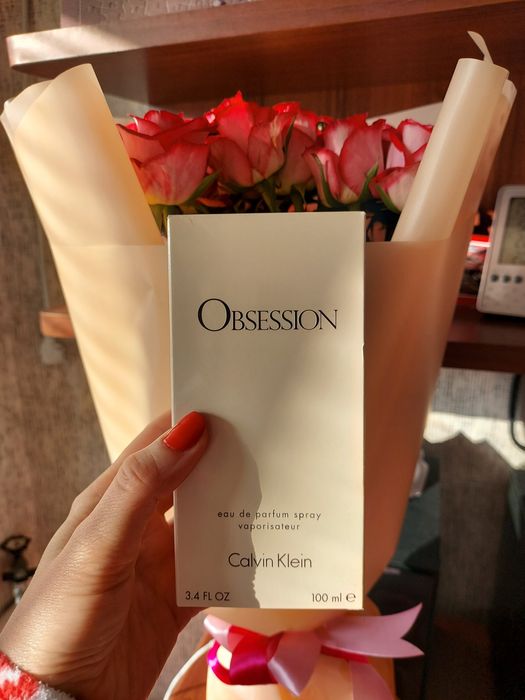 OBSESSION
eau de parfum spray
vaporisateur
Calvin Klein
3.4 FL OZ 100 ml ℮